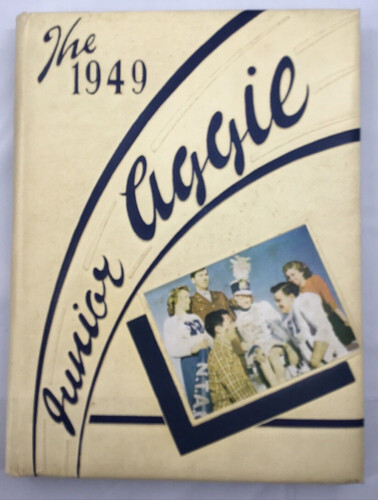 The
1949
Junior Aggie
N.T.A.C